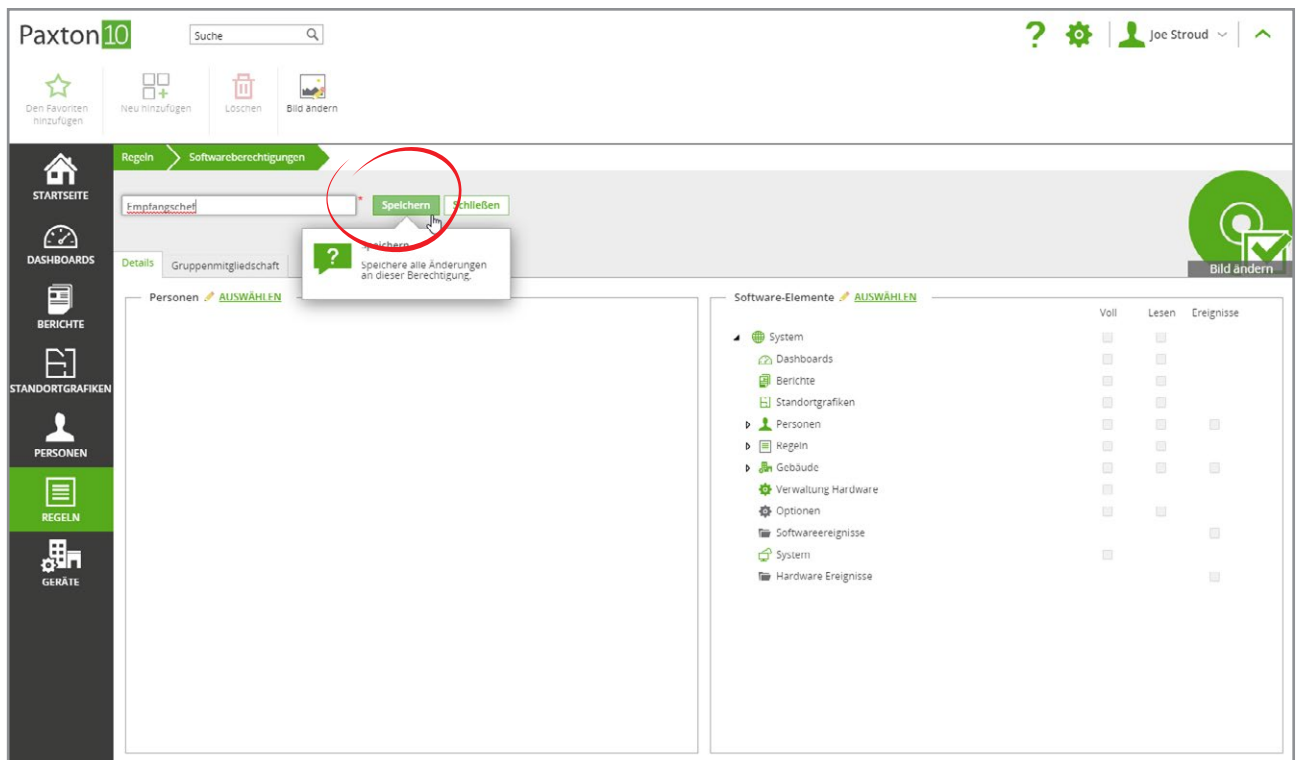 Paxton10
Suche
Joe Stroud
Den Favoriten
hinzufügen
Neu hinzufügen
Löschen
Bild ändern
Regeln
Softwareberechtigungen
Empfangschef
*
Speichern
Schließen
Bild ändern
?
Speichern
Speichere alle Änderungen
an dieser Berechtigung.
Details
Gruppenmitgliedschaft
STARTSEITE
DASHBOARDS
BERICHTE
STANDORTGRAFIKEN
PERSONEN
REGELN
GERÄTE
Personen AUSWÄHLEN
Software-Elemente AUSWÄHLEN
Voll Lesen Ereignisse
System
Dashboards
Berichte
Standortgrafiken
Personen
Regeln
Gebäude
Verwaltung Hardware
Optionen
Softwareereignisse
System
Hardware Ereignisse